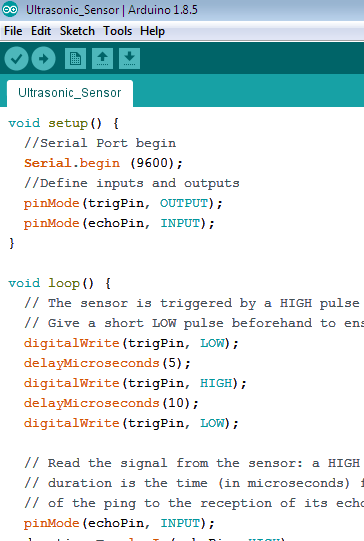 Ultrasonic_Sensor | Arduino 1.8.5
File Edit Sketch Tools Help
Ultrasonic_Sensor
void setup() {
//Serial Port begin
Serial.begin (9600);
//Define inputs and outputs
pinMode(trigPin, OUTPUT);
pinMode(echoPin, INPUT);
}
void loop() {
// The sensor is triggered by a HIGH pulse
// Give a short LOW pulse beforehand to ens
digitalWrite(trigPin, LOW);
delayMicroseconds(5);
digitalWrite(trigPin, HIGH);
delayMicroseconds(10);
digitalWrite(trigPin, LOW);
// Read the signal from the sensor: a HIGH
// duration is the time (in microseconds) f
// of the ping to the reception of its echo
pinMode(echoPin, INPUT);